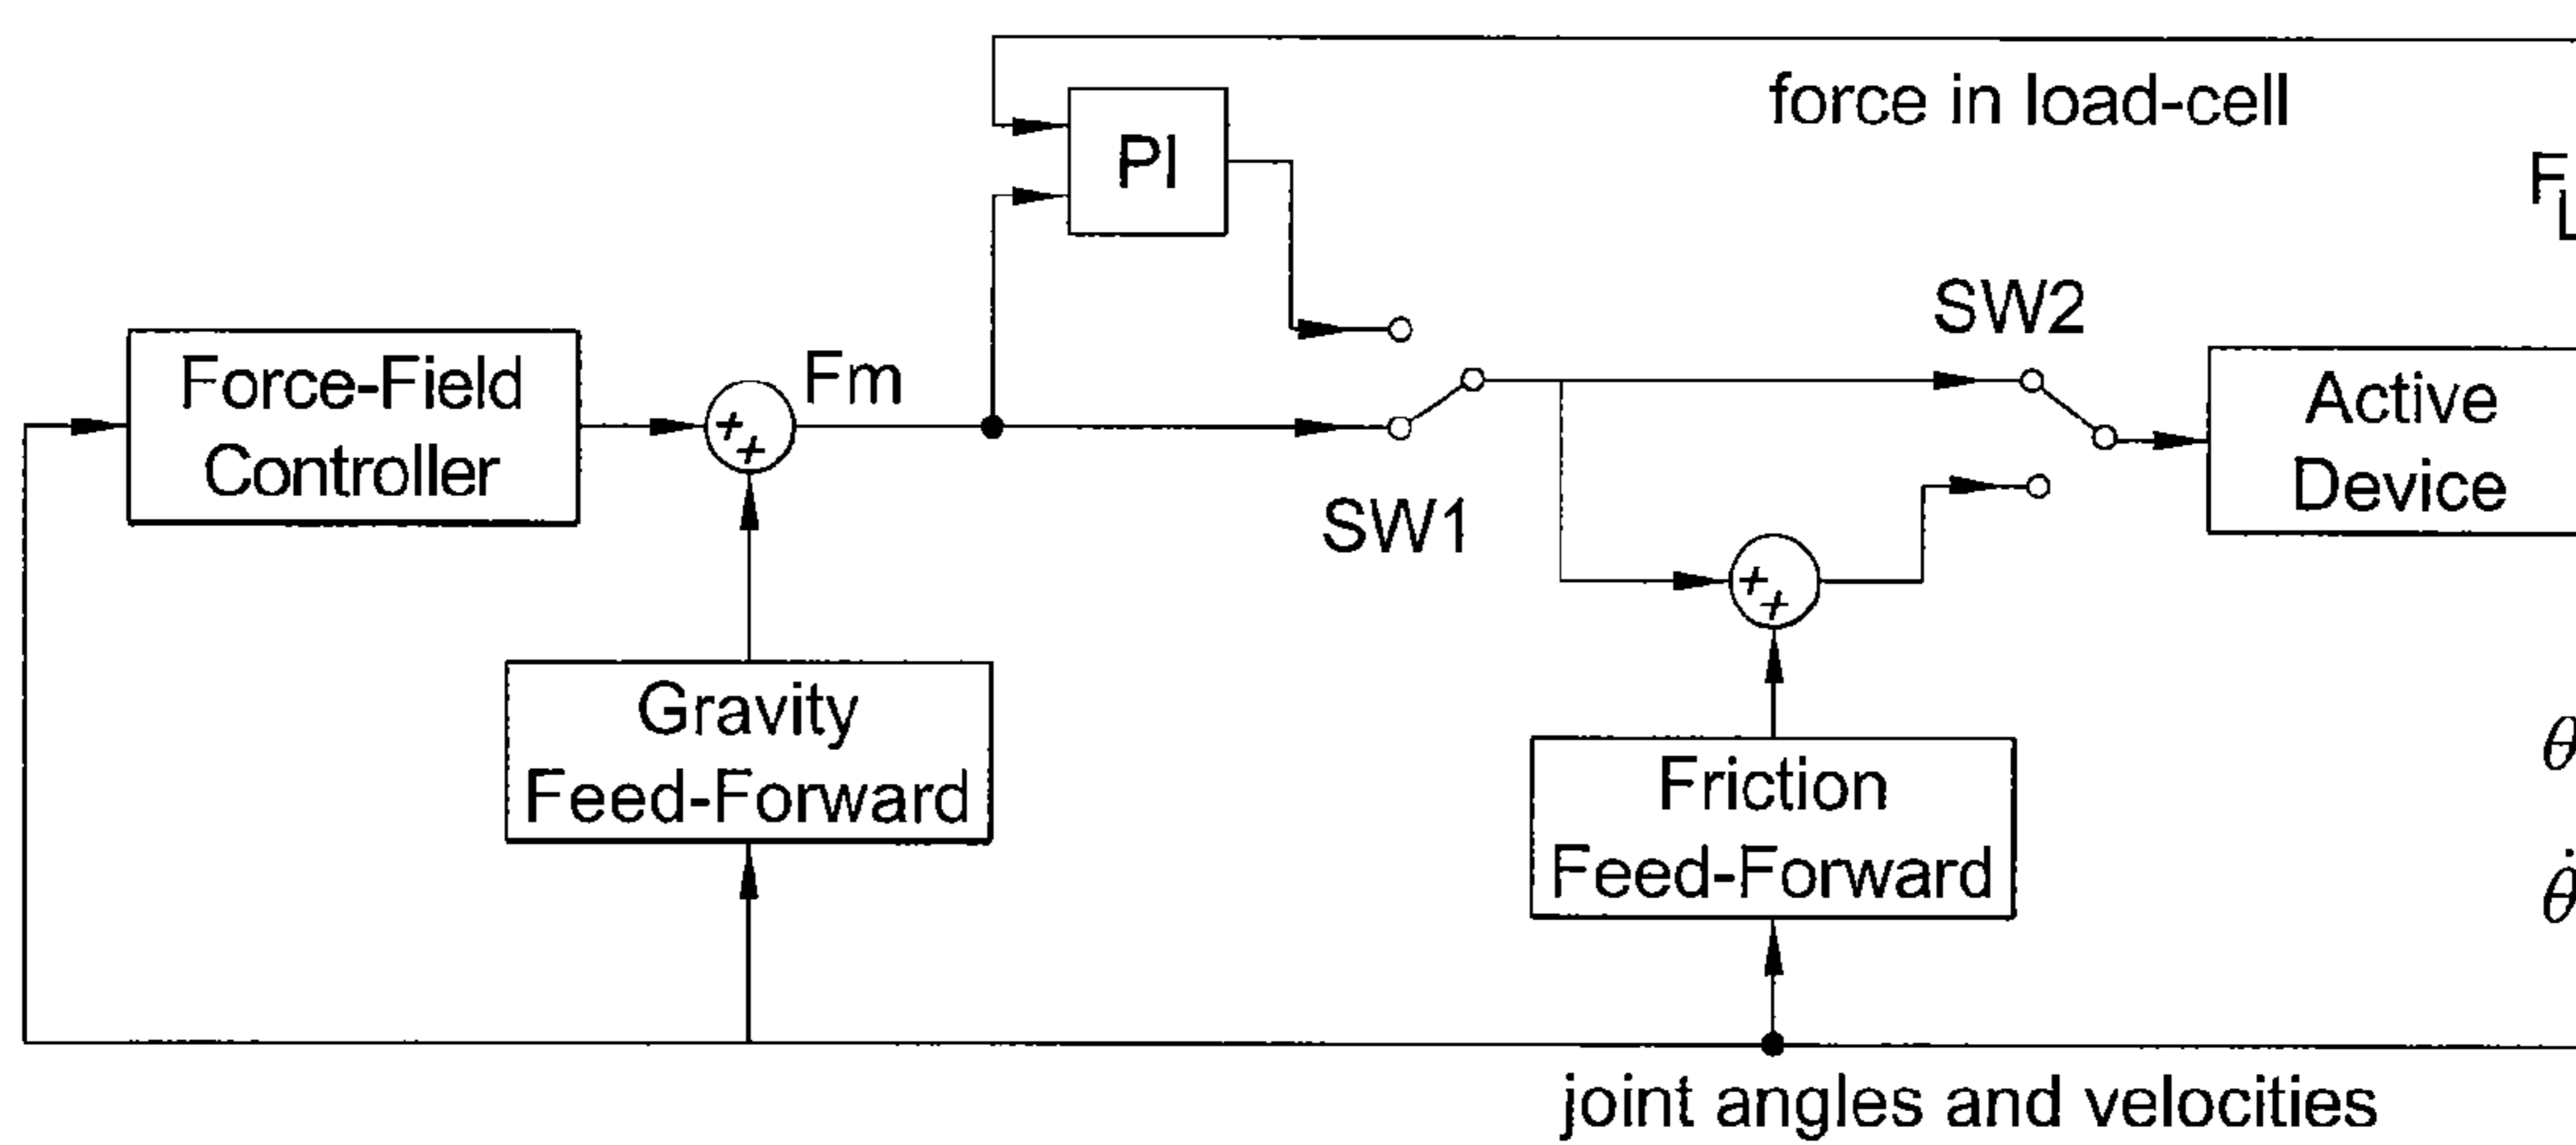 force in load-cell
PI
F
L
SW2
Force-Field
Controller
Fm
Active
Device
SW1
+
+
+
+
Gravity
Feed-Forward
Friction
Feed-Forward
θ
θ̇
joint angles and velocities